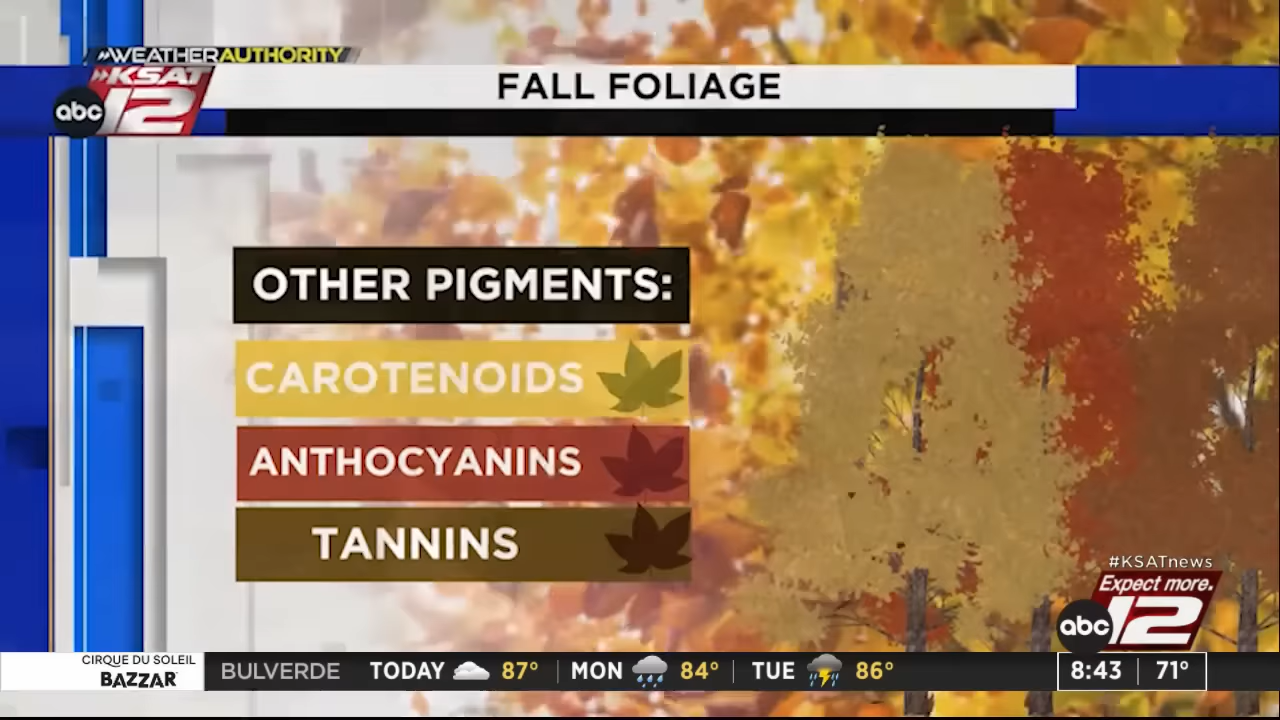 »WEATHERAUTHORITY
»KSAT
abc 12
FALL FOLIAGE
OTHER PIGMENTS:
CAROTENOIDS
ANTHOCYANINS
TANNINS
#KSATnews
Expect more.
abc 12
CIRQUE DU SOLEIL
BAZZAR
BULVERDE TODAY 87° MON 84° TUE 86°
8:43 71°